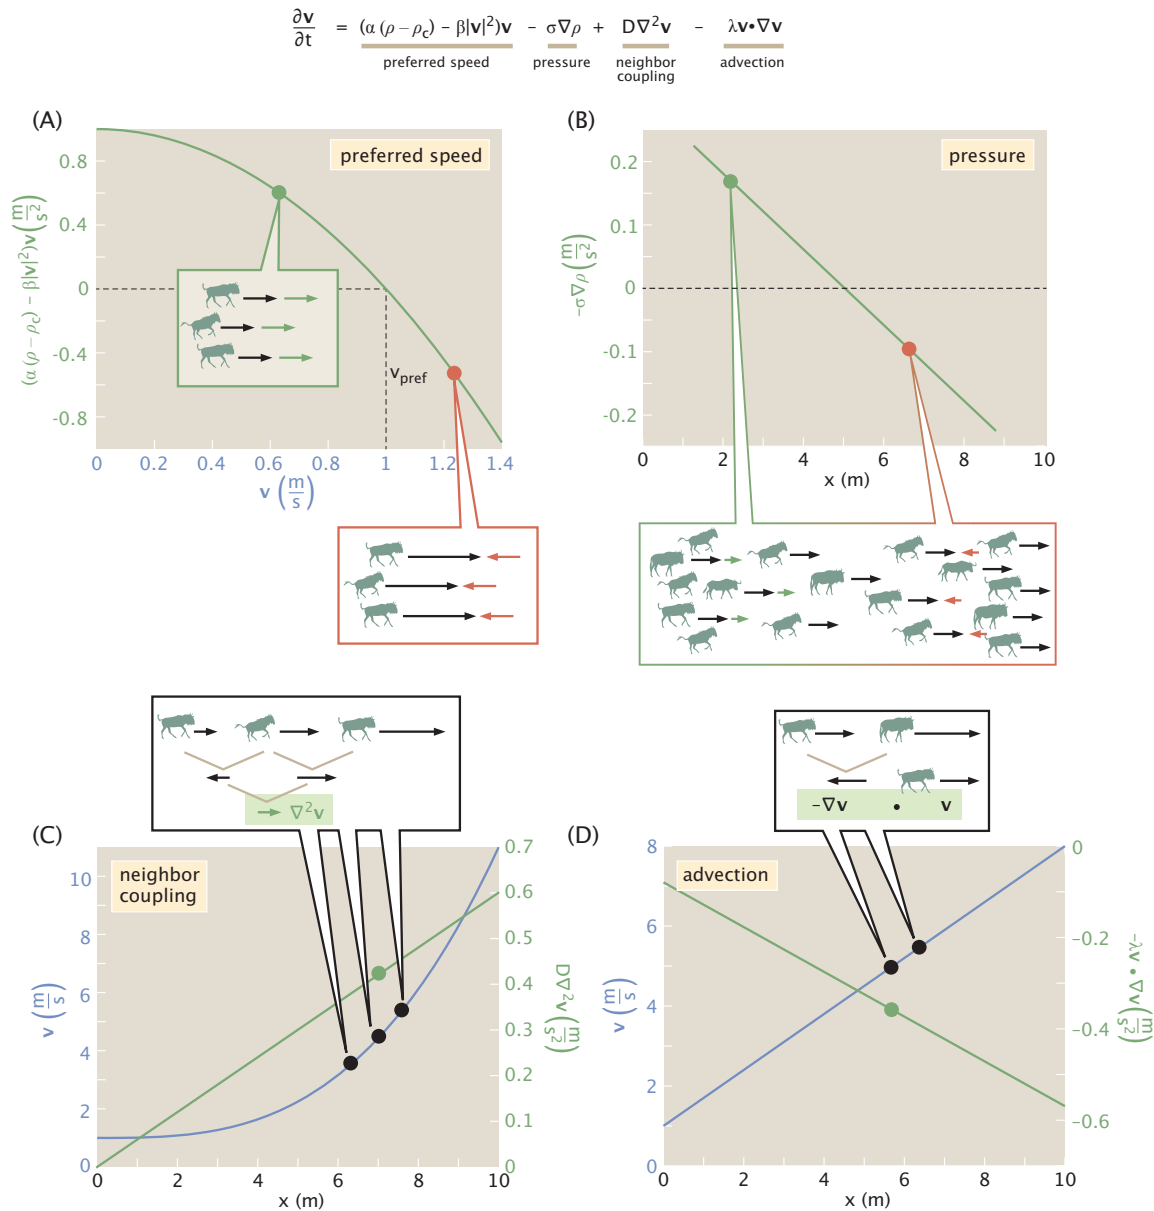 ∂v/∂t = (α(ρ − ρc) − β|v|²)v − σ∇ρ + D∇²v − λv•∇v
preferred speed pressure neighbor coupling advection
(A)
preferred speed
(α(ρ − ρc) − β|v|²)v (m/s²)
0.8
0.4
0
-0.4
-0.8
v_pref
0 0.2 0.4 0.6 0.8 1 1.2 1.4
v (m/s)
(B)
pressure
-σ∇ρ (m/s²)
0.2
0.1
0
-0.1
-0.2
0 2 4 6 8 10
x (m)
∇²v
(C)
neighbor
coupling
v (m/s)
10
8
6
4
2
0
0.7
0.6
0.5
0.4
0.3
0.2
0.1
0
D∇²v (m/s²)
0 2 4 6 8 10
x (m)
-∇v • v
(D)
advection
v (m/s)
8
6
4
2
0
0
−0.2
−0.4
−0.6
−λv • ∇v (m/s²)
0 2 4 6 8 10
x (m)